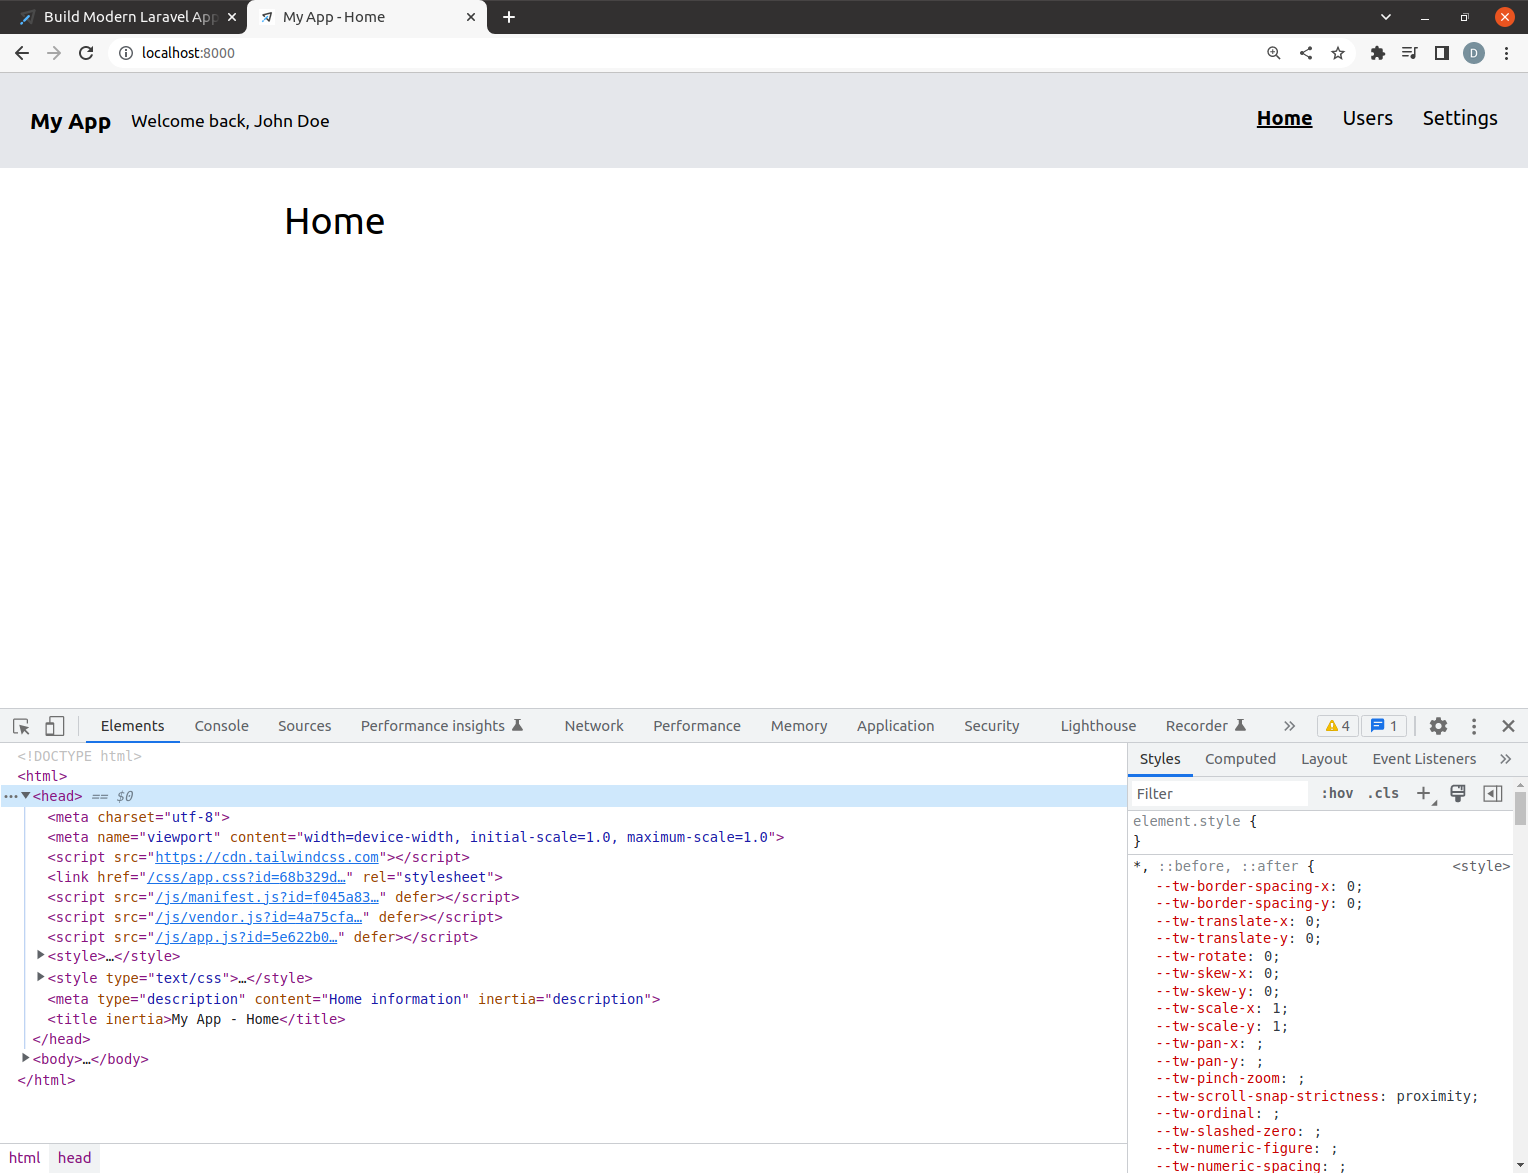 Build Modern Laravel App
My App - Home
localhost:8000
D
My App Welcome back, John Doe Home Users Settings
Home
Elements Console Sources Performance insights Network Performance Memory Application Security Lighthouse Recorder » 4 1
<!DOCTYPE html>
<html>
<head> == $0
<meta charset="utf-8">
<meta name="viewport" content="width=device-width, initial-scale=1.0, maximum-scale=1.0">
<script src="https://cdn.tailwindcss.com"></script>
<link href="/css/app.css?id=68b329d…" rel="stylesheet">
<script src="/js/manifest.js?id=f045a83…" defer></script>
<script src="/js/vendor.js?id=4a75cfa…" defer></script>
<script src="/js/app.js?id=5e622b0…" defer></script>
<style>…</style>
<style type="text/css">…</style>
<meta type="description" content="Home information" inertia="description">
<title inertia>My App - Home</title>
</head>
<body>…</body>
</html>
html head
Styles Computed Layout Event Listeners »
Filter :hov .cls +
element.style {
}
*, ::before, ::after { <style>
--tw-border-spacing-x: 0;
--tw-border-spacing-y: 0;
--tw-translate-x: 0;
--tw-translate-y: 0;
--tw-rotate: 0;
--tw-skew-x: 0;
--tw-skew-y: 0;
--tw-scale-x: 1;
--tw-scale-y: 1;
--tw-pan-x: ;
--tw-pan-y: ;
--tw-pinch-zoom: ;
--tw-scroll-snap-strictness: proximity;
--tw-ordinal: ;
--tw-slashed-zero: ;
--tw-numeric-figure: ;
--tw-numeric-spacing: ;